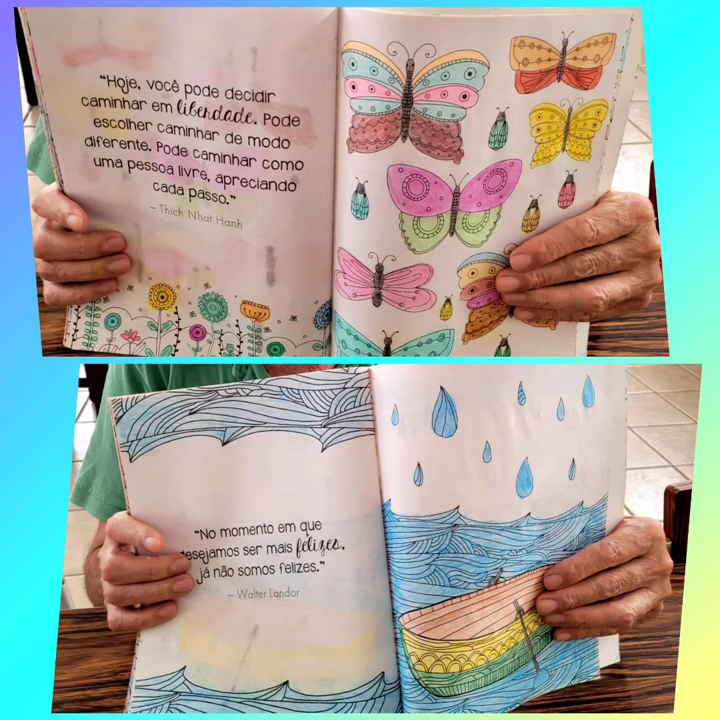 "Hoje, você pode decidir
caminhar em liberdade. Pode
escolher caminhar de modo
diferente. Pode caminhar como
uma pessoa livre, apreciando
cada passo."
– Thich Nhat Hanh
"No momento em que
desejamos ser mais felizes,
já não somos felizes."
– Walter Landor